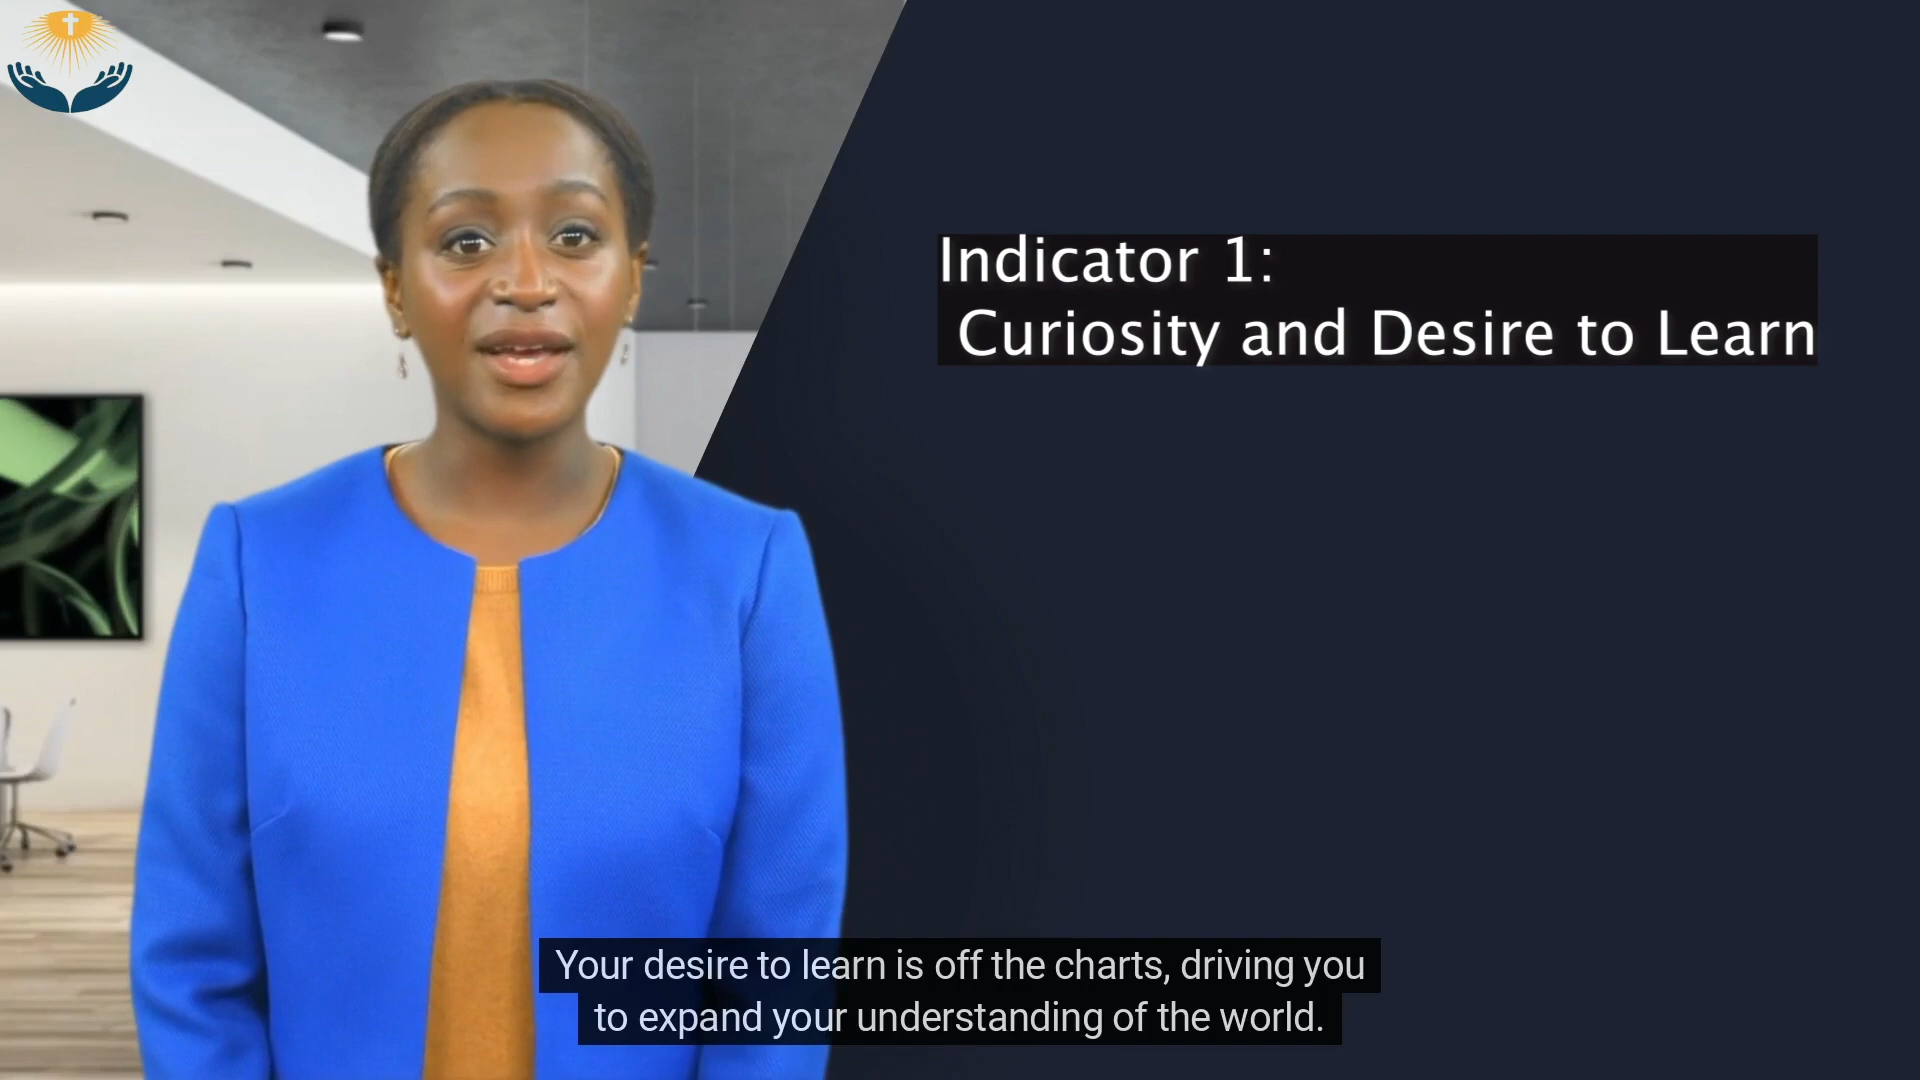 Indicator 1:
Curiosity and Desire to Learn
Your desire to learn is off the charts, driving you
to expand your understanding of the world.